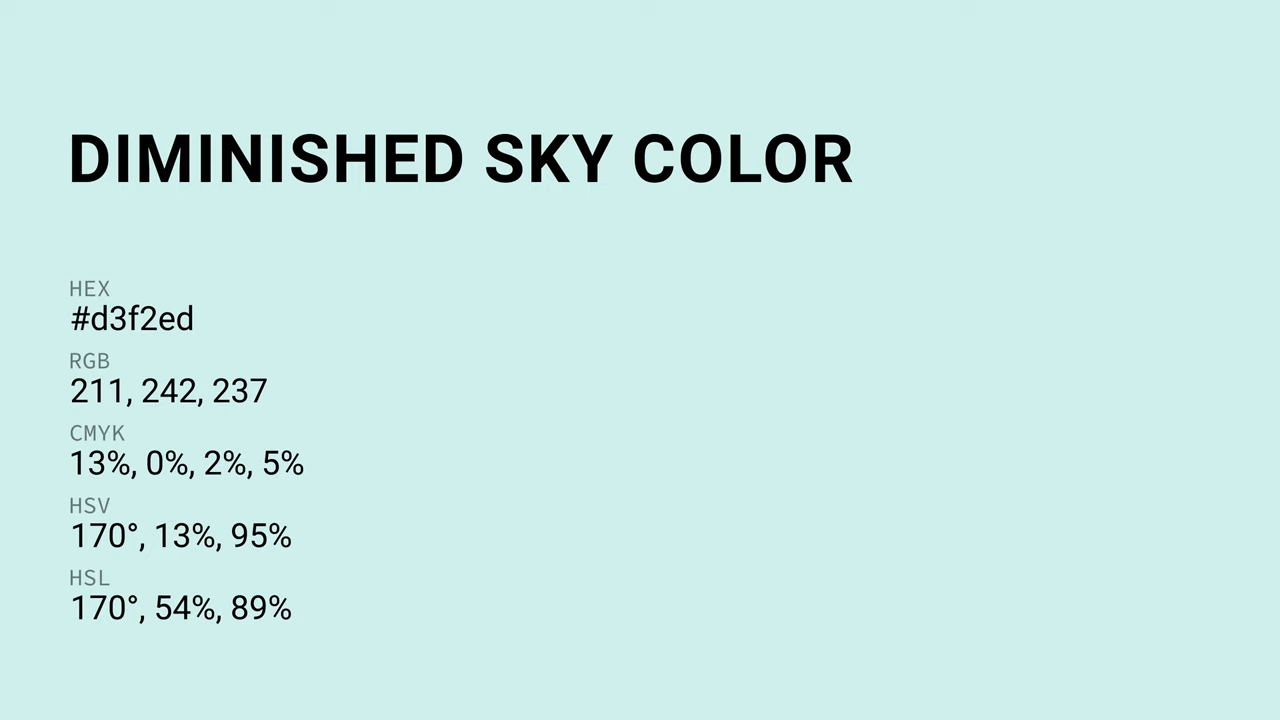 DIMINISHED SKY COLOR
HEX
#d3f2ed
RGB
211, 242, 237
CMYK
13%, 0%, 2%, 5%
HSV
170°, 13%, 95%
HSL
170°, 54%, 89%